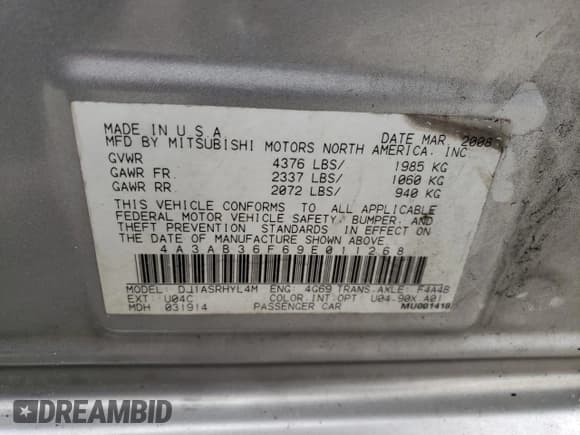 MADE IN U.S.A. DATE MAR 2008
MFD BY MITSUBISHI MOTORS NORTH AMERICA, INC
GVWR 4376 LBS/ 1985 KG
GAWR FR. 2337 LBS/ 1060 KG
GAWR RR. 2072 LBS/ 940 KG
THIS VEHICLE CONFORMS TO ALL APPLICABLE
FEDERAL MOTOR VEHICLE SAFETY, BUMPER, AND
THEFT PREVENTION STANDARDS IN EFFECT ON
THE DATE OF MANUFACTURE SHOWN ABOVE
4A3AB36F69E011268
MODEL: DJ1ASRHYL4M ENG: 4G69 TRANS.AXLE: F4A4B
EXT: U04C COLOR.INT.OPT: U04-90X A01
MDH 031914 PASSENGER CAR MU001418
DREAMBID